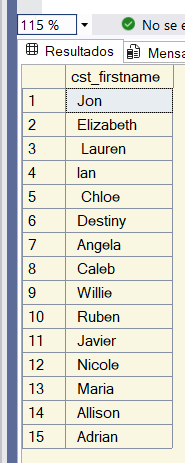 115 %
No se e
Resultados
Mensa
cst_firstname
1 Jon
2 Elizabeth
3 Lauren
4 Ian
5 Chloe
6 Destiny
7 Angela
8 Caleb
9 Willie
10 Ruben
11 Javier
12 Nicole
13 Maria
14 Allison
15 Adrian